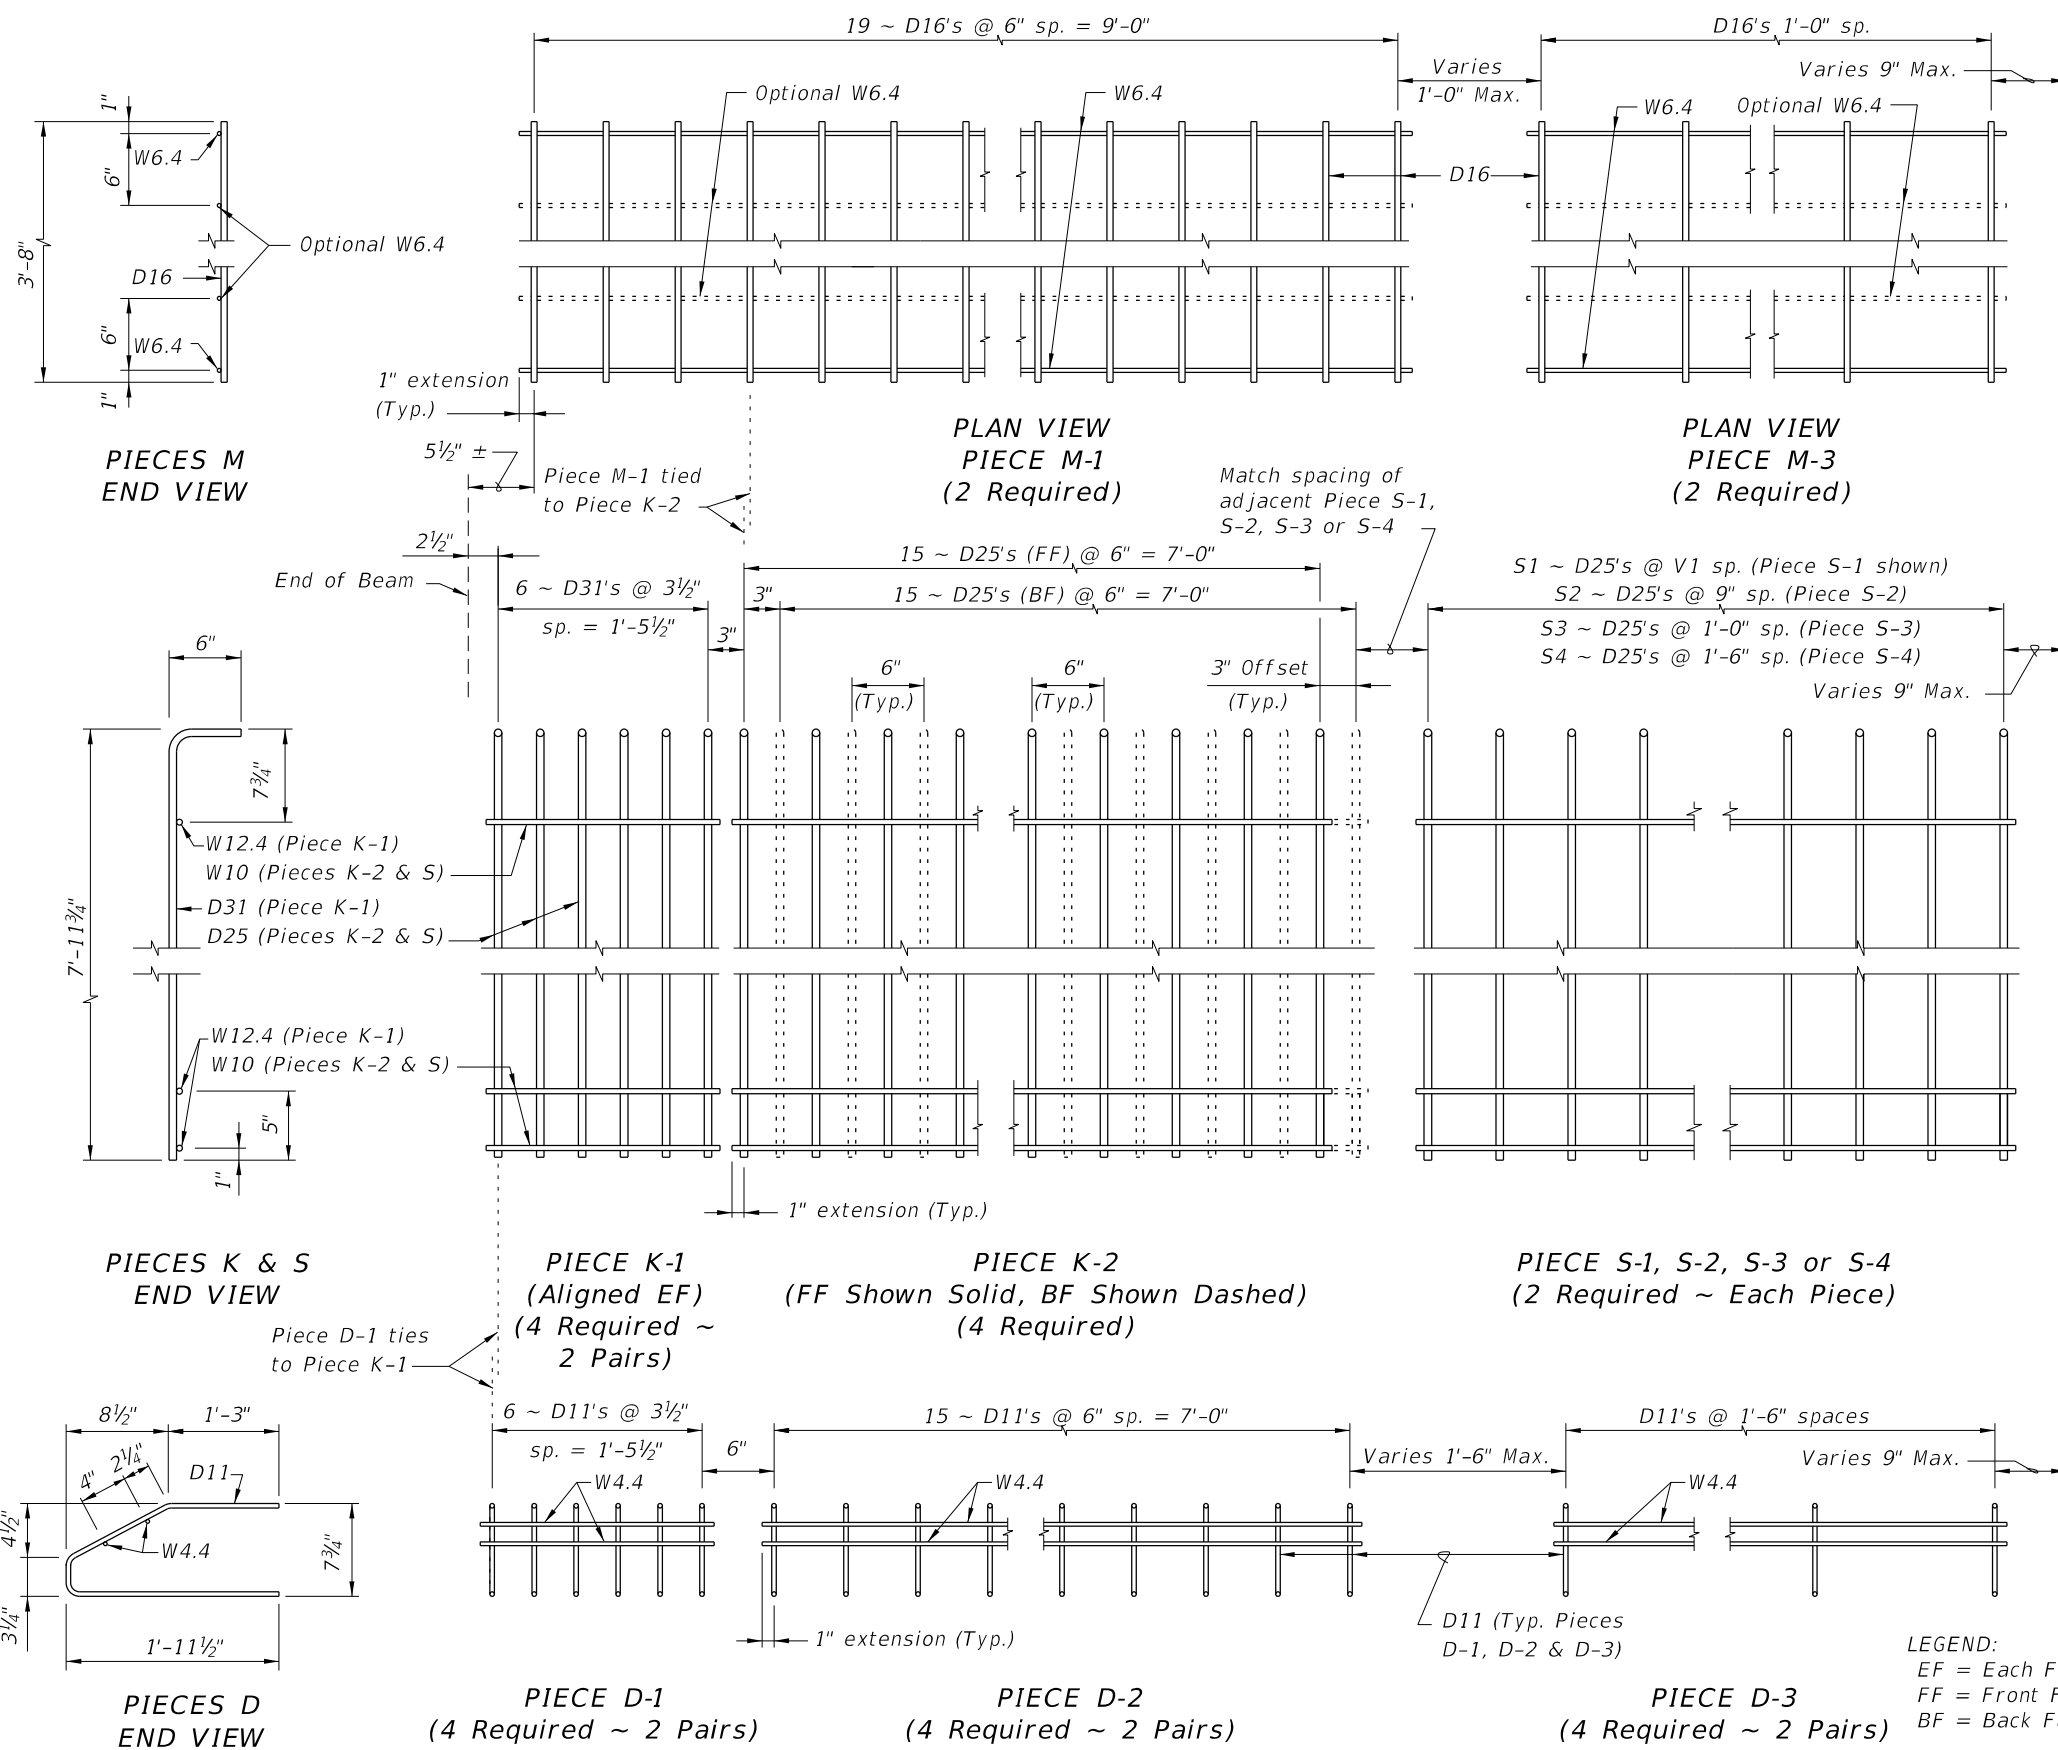 19 ~ D16's @ 6" sp. = 9'-0"
D16's 1'-0" sp.
Varies
1'-0" Max.
Varies 9" Max.
1"
6"
3'-8"
6"
1"
W6.4
Optional W6.4
D16
W6.4
Optional W6.4
W6.4
W6.4
Optional W6.4
D16
1" extension
(Typ.)
PIECES M
END VIEW
PLAN VIEW
PIECE M-1
(2 Required)
PLAN VIEW
PIECE M-3
(2 Required)
5½" ±
Piece M-1 tied
to Piece K-2
Match spacing of
adjacent Piece S-1,
S-2, S-3 or S-4
2½"
End of Beam
6 ~ D31's @ 3½"
sp. = 1'-5½"
3"
15 ~ D25's (FF) @ 6" = 7'-0"
3"
15 ~ D25's (BF) @ 6" = 7'-0"
6"
(Typ.)
6"
(Typ.)
3" Offset
(Typ.)
S1 ~ D25's @ V1 sp. (Piece S-1 shown)
S2 ~ D25's @ 9" sp. (Piece S-2)
S3 ~ D25's @ 1'-0" sp. (Piece S-3)
S4 ~ D25's @ 1'-6" sp. (Piece S-4)
Varies 9" Max.
6"
7¾"
7'-11¾"
W12.4 (Piece K-1)
W10 (Pieces K-2 & S)
D31 (Piece K-1)
D25 (Pieces K-2 & S)
W12.4 (Piece K-1)
W10 (Pieces K-2 & S)
5"
1"
1" extension (Typ.)
PIECES K & S
END VIEW
PIECE K-1
(Aligned EF)
(4 Required ~
2 Pairs)
PIECE K-2
(FF Shown Solid, BF Shown Dashed)
(4 Required)
PIECE S-1, S-2, S-3 or S-4
(2 Required ~ Each Piece)
Piece D-1 ties
to Piece K-1
8½"
1'-3"
4"
2¼"
D11
4½"
W4.4
7¾"
3¼"
1'-11½"
6 ~ D11's @ 3½"
sp. = 1'-5½"
6"
W4.4
15 ~ D11's @ 6" sp. = 7'-0"
W4.4
Varies 1'-6" Max.
D11's @ 1'-6" spaces
Varies 9" Max.
W4.4
1" extension (Typ.)
D11 (Typ. Pieces
D-1, D-2 & D-3)
PIECES D
END VIEW
PIECE D-1
(4 Required ~ 2 Pairs)
PIECE D-2
(4 Required ~ 2 Pairs)
PIECE D-3
(4 Required ~ 2 Pairs)
LEGEND:
EF = Each F
FF = Front F
BF = Back F